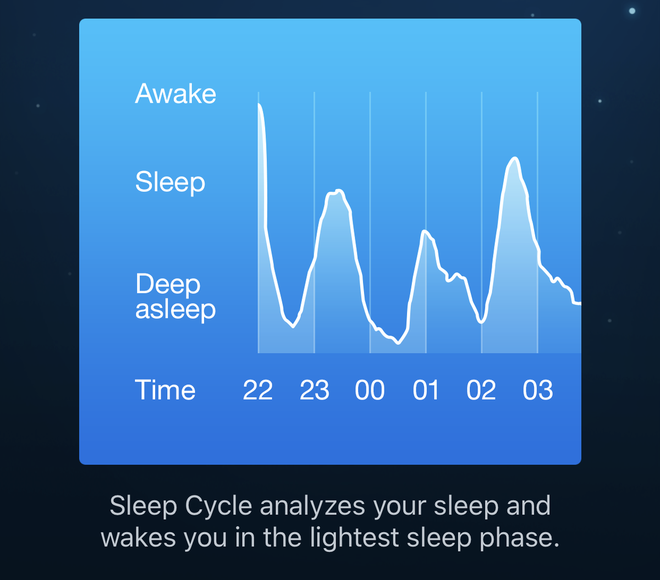 Awake
Sleep
Deep
asleep
Time 22 23 00 01 02 03
Sleep Cycle analyzes your sleep and
wakes you in the lightest sleep phase.